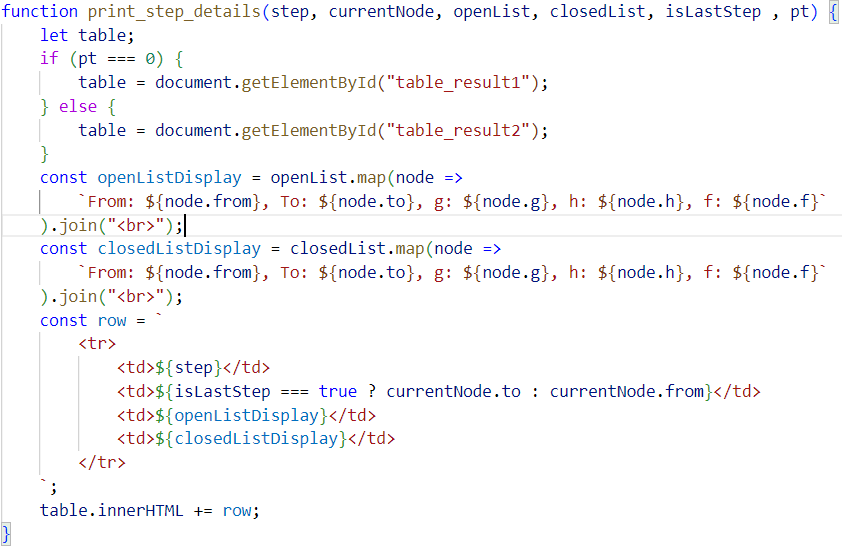 function print_step_details(step, currentNode, openList, closedList, isLastStep , pt) {
    let table;
    if (pt === 0) {
        table = document.getElementById("table_result1");
    } else {
        table = document.getElementById("table_result2");
    }
    const openListDisplay = openList.map(node =>
        `From: ${node.from}, To: ${node.to}, g: ${node.g}, h: ${node.h}, f: ${node.f}`
    ).join("<br>");
    const closedListDisplay = closedList.map(node =>
        `From: ${node.from}, To: ${node.to}, g: ${node.g}, h: ${node.h}, f: ${node.f}`
    ).join("<br>");
    const row = `
        <tr>
            <td>${step}</td>
            <td>${isLastStep === true ? currentNode.to : currentNode.from}</td>
            <td>${openListDisplay}</td>
            <td>${closedListDisplay}</td>
        </tr>
    `;
    table.innerHTML += row;
}